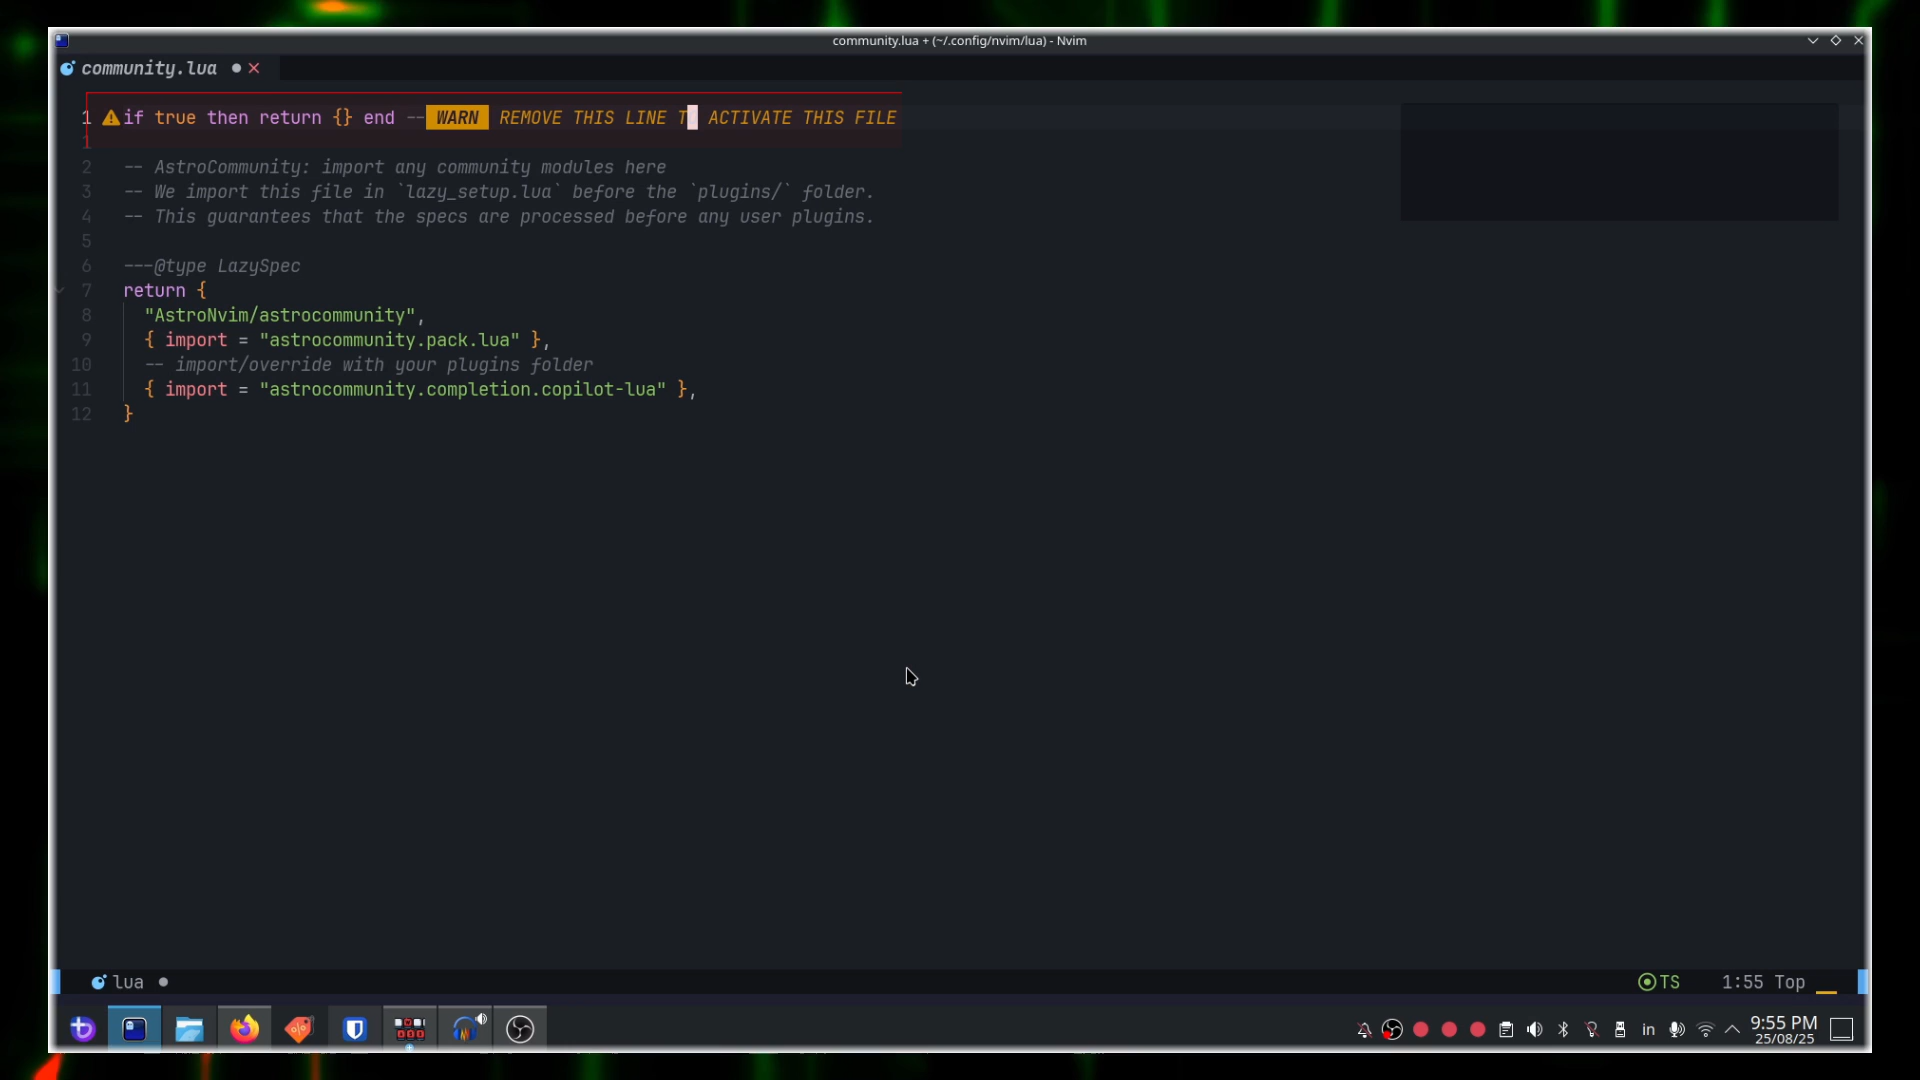 community.lua + (~/.config/nvim/lua) - Nvim
community.lua ● ✕
1 if true then return {} end -- WARN REMOVE THIS LINE T ACTIVATE THIS FILE
1
2 -- AstroCommunity: import any community modules here
3 -- We import this file in `lazy_setup.lua` before the `plugins/` folder.
4 -- This guarantees that the specs are processed before any user plugins.
5
6 ---@type LazySpec
7 return {
8 "AstroNvim/astrocommunity",
9 { import = "astrocommunity.pack.lua" },
10 -- import/override with your plugins folder
11 { import = "astrocommunity.completion.copilot-lua" },
12 }
lua ● TS 1:55 Top
in 9:55 PM
25/08/25